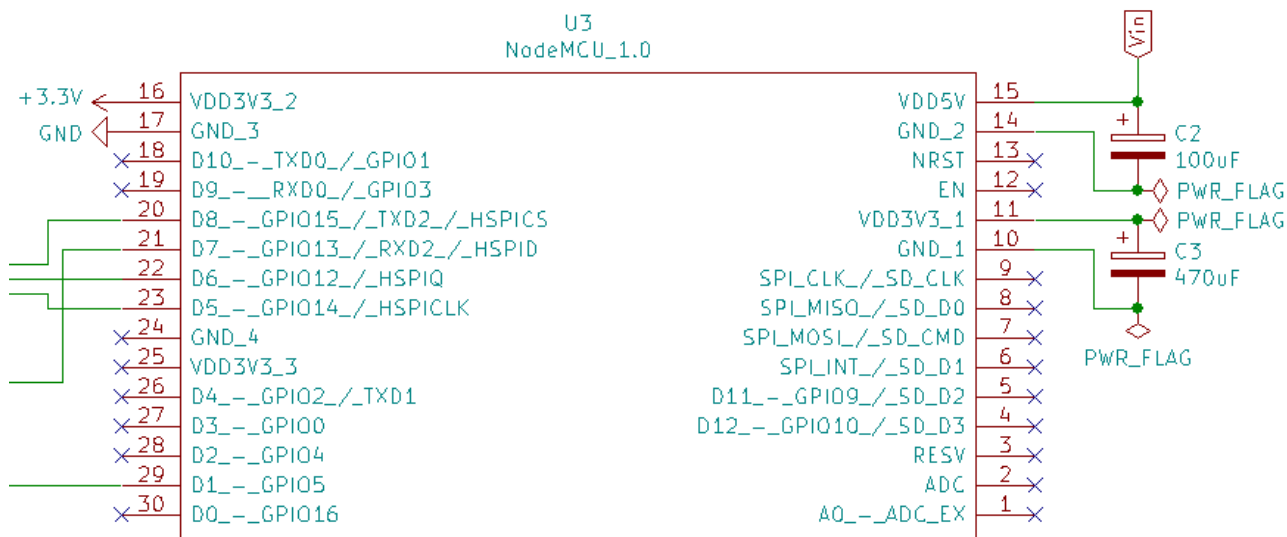 U3
NodeMCU_1.0
Vin
+3.3V 16 VDD3V3_2 VDD5V 15
GND 17 GND_3 GND_2 14 + C2
18 D10_-_TXD0_/_GPIO1 NRST 13 100uF
19 D9_-__RXD0_/_GPIO3 EN 12 PWR_FLAG
20 D8_-_GPIO15_/_TXD2_/_HSPICS VDD3V3_1 11 PWR_FLAG
21 D7_-_GPIO13_/_RXD2_/_HSPID GND_1 10 + C3
22 D6_-_GPIO12_/_HSPIQ SPI_CLK_/_SD_CLK 9 470uF
23 D5_-_GPIO14_/_HSPICLK SPI_MISO_/_SD_D0 8
24 GND_4 SPI_MOSI_/_SD_CMD 7
PWR_FLAG
25 VDD3V3_3 SPI_INT_/_SD_D1 6
26 D4_-_GPIO2_/_TXD1 D11_-_GPIO9_/_SD_D2 5
27 D3_-_GPIO0 D12_-_GPIO10_/_SD_D3 4
28 D2_-_GPIO4 RESV 3
29 D1_-_GPIO5 ADC 2
30 D0_-_GPIO16 A0_-_ADC_EX 1